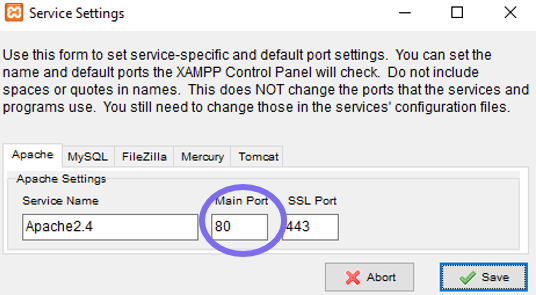 Service Settings
Use this form to set service-specific and default port settings. You can set the
name and default ports the XAMPP Control Panel will check. Do not include
spaces or quotes in names. This does NOT change the ports that the services and
programs use. You still need to change those in the services' configuration files.
Apache MySQL FileZilla Mercury Tomcat
Apache Settings
Service Name Main Port SSL Port
Apache2.4 80 443
Abort Save